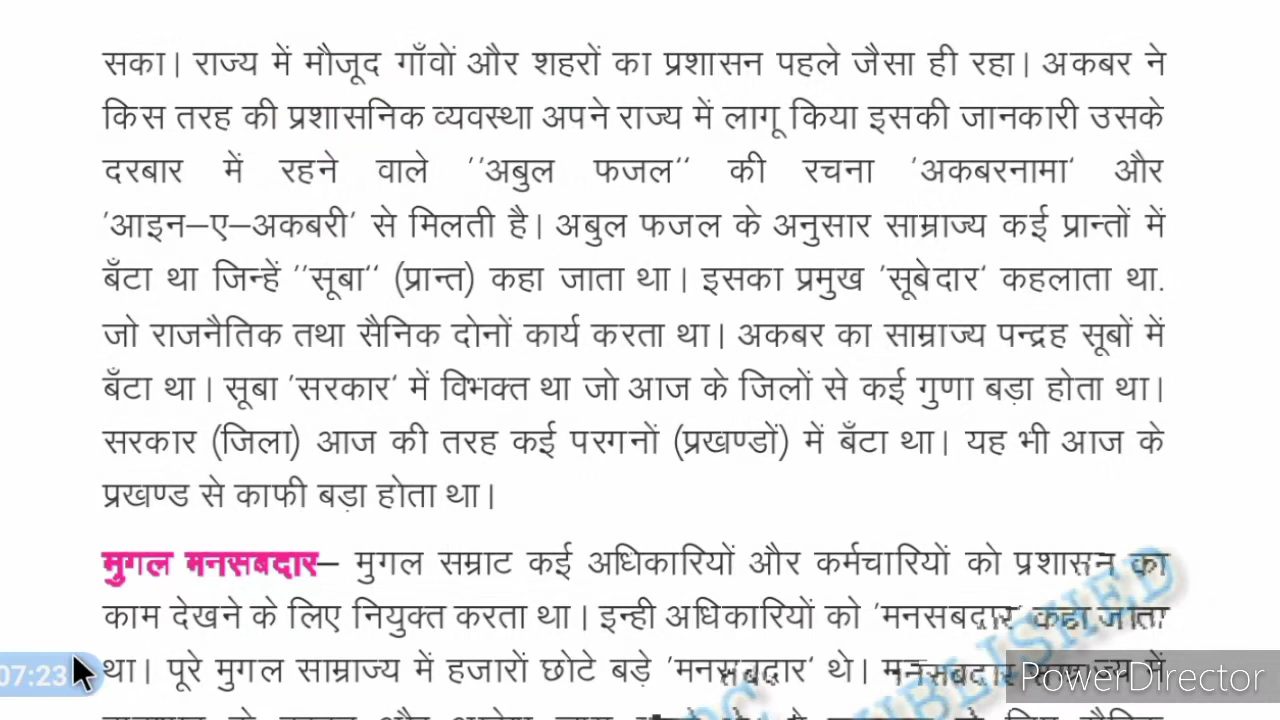 सका। राज्य में मौजूद गाँवों और शहरों का प्रशासन पहले जैसा ही रहा। अकबर ने
किस तरह की प्रशासनिक व्यवस्था अपने राज्य में लागू किया इसकी जानकारी उसके
दरबार में रहने वाले ''अबुल फजल'' की रचना 'अकबरनामा' और
'आइन–ए–अकबरी' से मिलती है। अबुल फजल के अनुसार साम्राज्य कई प्रान्तों में
बँटा था जिन्हें ''सूबा'' (प्रान्त) कहा जाता था। इसका प्रमुख 'सूबेदार' कहलाता था.
जो राजनैतिक तथा सैनिक दोनों कार्य करता था। अकबर का साम्राज्य पन्द्रह सूबों में
बँटा था। सूबा 'सरकार' में विभक्त था जो आज के जिलों से कई गुणा बड़ा होता था।
सरकार (जिला) आज की तरह कई परगनों (प्रखण्डों) में बँटा था। यह भी आज के
प्रखण्ड से काफी बड़ा होता था।
मुगल मनसबदार– मुगल सम्राट कई अधिकारियों और कर्मचारियों को प्रशासन का
काम देखने के लिए नियुक्त करता था। इन्ही अधिकारियों को 'मनसबदार' कहा जाता
था। पूरे मुगल साम्राज्य में हजारों छोटे बड़े 'मनसबदार' थे। मनसबदार में
07:23
PowerDirector